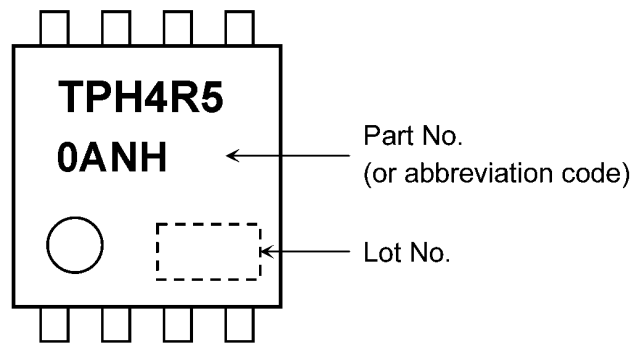 TPH4R5
0ANH
Part No.
(or abbreviation code)
Lot No.